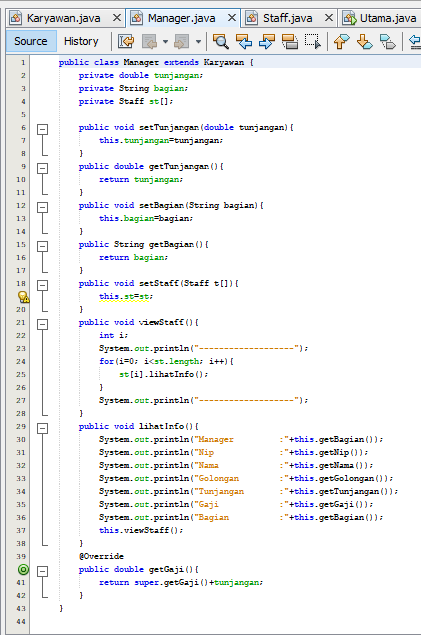 Karyawan.java Manager.java Staff.java Utama.java
Source History
1 public class Manager extends Karyawan {
2 private double tunjangan;
3 private String bagian;
4 private Staff st[];
5
6 public void setTunjangan(double tunjangan){
7 this.tunjangan=tunjangan;
8 }
9 public double getTunjangan(){
10 return tunjangan;
11 }
12 public void setBagian(String bagian){
13 this.bagian=bagian;
14 }
15 public String getBagian(){
16 return bagian;
17 }
18 public void setStaff(Staff t[]){
this.st=st;
20 }
21 public void viewStaff(){
22 int i;
23 System.out.println("-------------------");
24 for(i=0; i<st.length; i++){
25 st[i].lihatInfo();
26 }
27 System.out.println("-------------------");
28 }
29 public void lihatInfo(){
30 System.out.println("Manager :"+this.getBagian());
31 System.out.println("Nip :"+this.getNip());
32 System.out.println("Nama :"+this.getNama());
33 System.out.println("Golongan :"+this.getGolongan());
34 System.out.println("Tunjangan :"+this.getTunjangan());
35 System.out.println("Gaji :"+this.getGaji());
36 System.out.println("Bagian :"+this.getBagian());
37 this.viewStaff();
38 }
39 @Override
public double getGaji(){
41 return super.getGaji()+tunjangan;
42 }
43 }
44